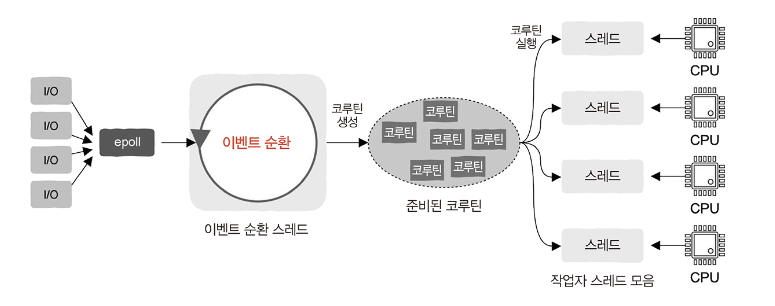 I/O
I/O
I/O
I/O
epoll
이벤트 순환
이벤트 순환 스레드
코루틴
생성
코루틴
코루틴
코루틴
코루틴
코루틴
코루틴
준비된 코루틴
코루틴
실행
스레드
CPU
스레드
CPU
스레드
CPU
스레드
CPU
작업자 스레드 모음